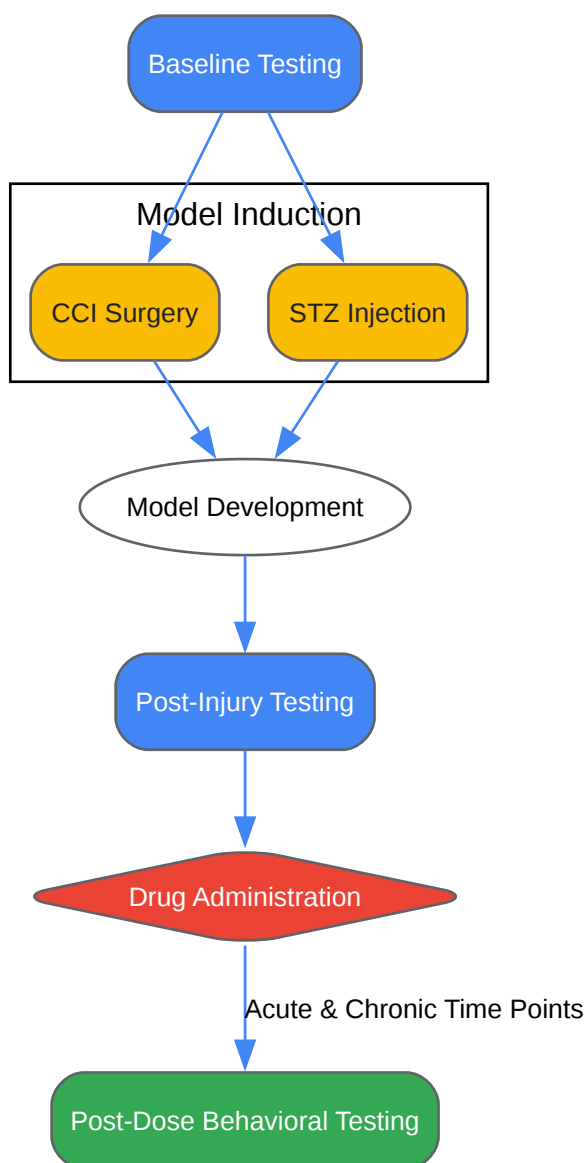 Baseline Testing
Model Induction
CCI Surgery
STZ Injection
Model Development
Post-Injury Testing
Drug Administration
Acute & Chronic Time Points
Post-Dose Behavioral Testing